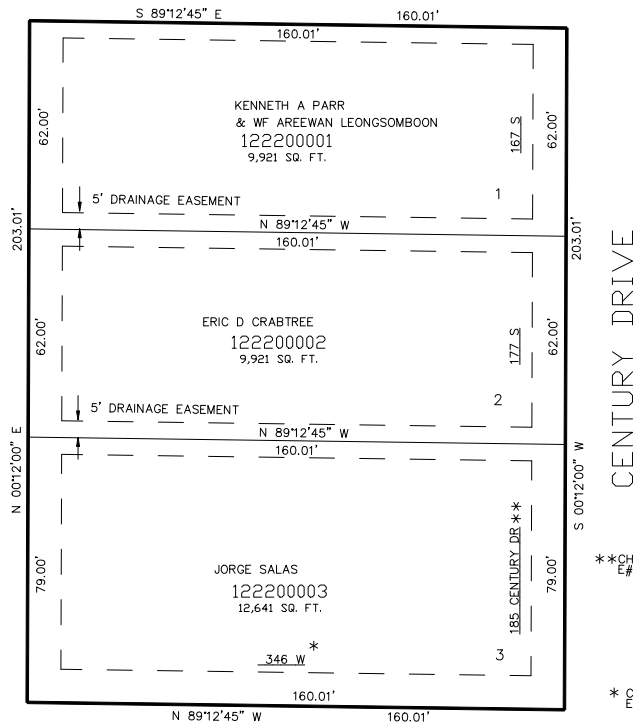 S 89°12'45" E 160.01'
160.01'
KENNETH A PARR
& WF AREEWAN LEONGSOMBOON
122200001
9,921 SQ. FT.
62.00'
167 S
62.00'
1
5' DRAINAGE EASEMENT
N 89°12'45" W
160.01'
203.01'
203.01'
ERIC D CRABTREE
122200002
9,921 SQ. FT.
62.00'
177 S
62.00'
2
5' DRAINAGE EASEMENT
N 89°12'45" W
160.01'
N 00°12'00" E
S 00°12'00" W
CENTURY DRIVE
JORGE SALAS
122200003
12,641 SQ. FT.
79.00'
185 CENTURY DR **
79.00'
346 W *
3
160.01'
N 89°12'45" W 160.01'
**CH
E#
* C
E